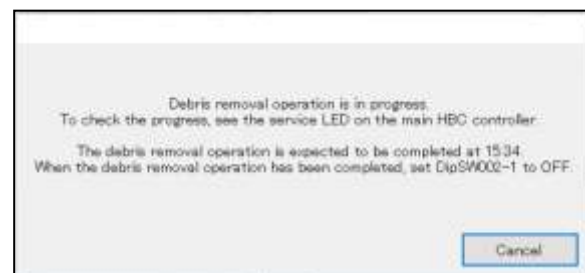 Debris removal operation is in progress.
To check the progress, see the service LED on the main HBC controller.
The debris removal operation is expected to be completed at 15:34.
When the debris removal operation has been completed, set DipSW002-1 to OFF.
Cancel